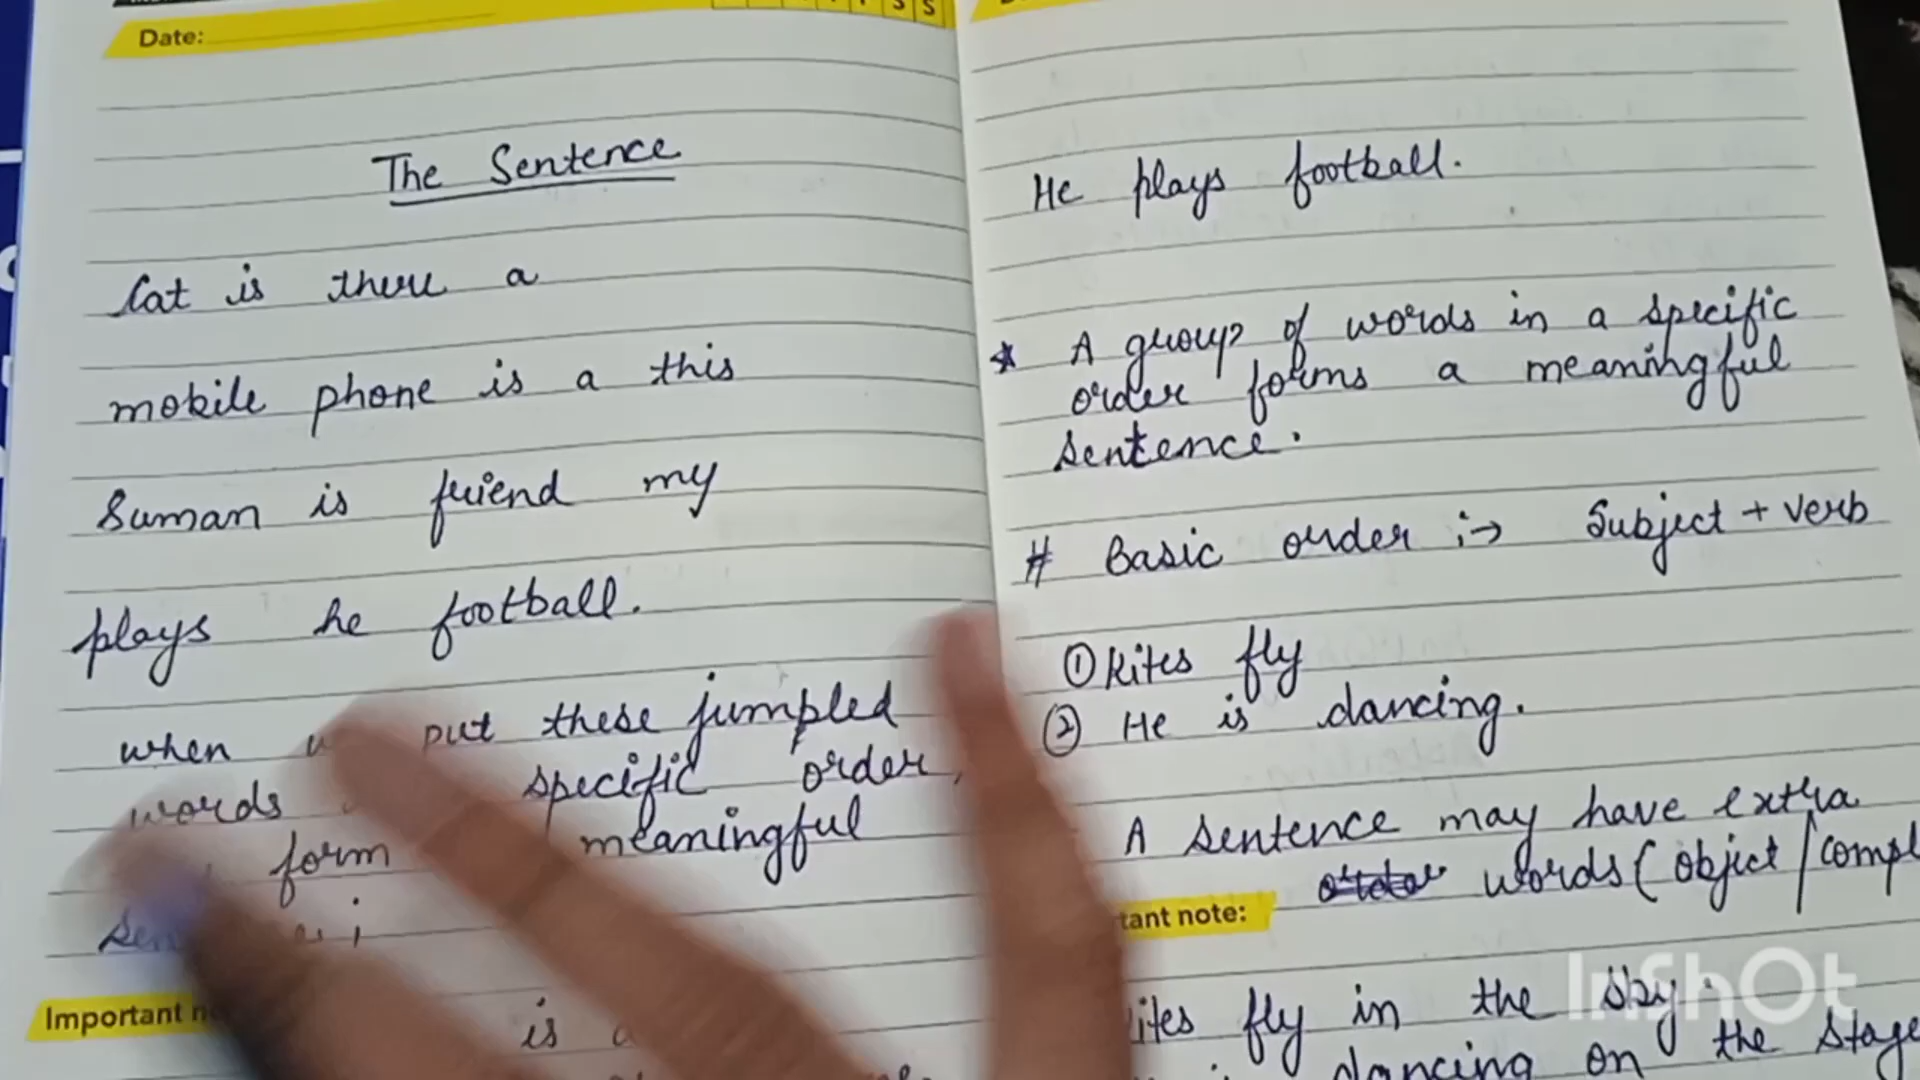 Date:
S S
The Sentence
Cat is there a
mobile phone is a this
Suman is friend my
plays he football.
when put these jumpled
words specific order,
form meaningful
Important
is
He plays football.
* A group of words in a specific
order forms a meaningful
sentence.
# Basic order :→ Subject + verb
① Kites fly
② He is dancing.
A sentence may have extra
words ( object / compl
tant note:
ites fly in the sky.
dancing on the stage
InShOt